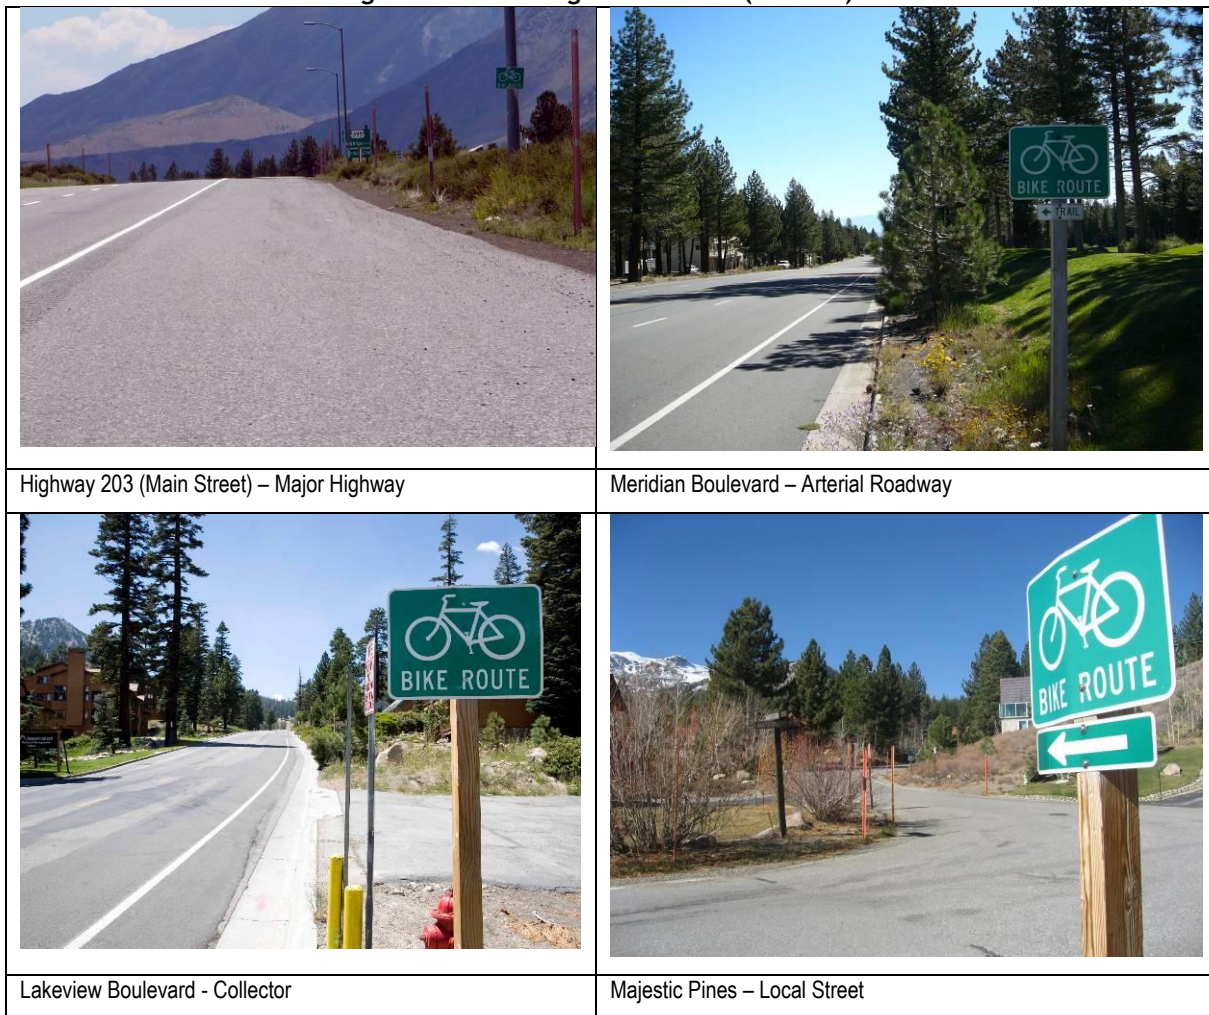 BIKE ROUTE
TRAIL
Highway 203 (Main Street) – Major Highway
Meridian Boulevard – Arterial Roadway
BIKE ROUTE
BIKE ROUTE
Lakeview Boulevard - Collector
Majestic Pines – Local Street